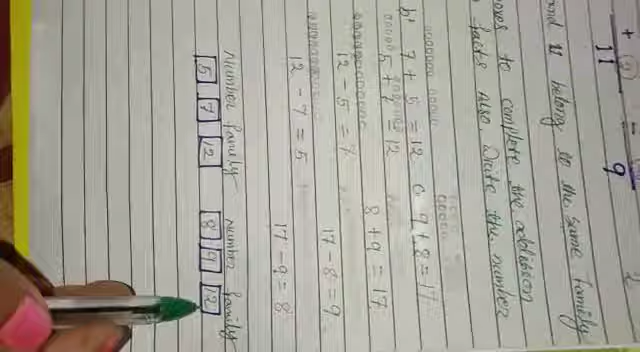 + 11
9
and 11 belong to the same family
boxes to complete the addition
facts also. Write the number
b) 7 + 5 = 12
5 + 7 = 12
12 - 5 = 7
12 - 7 = 5
Number family
5 7 12
c 9 + 8 = 17
8 + 9 = 17
17 - 8 = 9
17 - 9 = 8
Number family
8 9 12